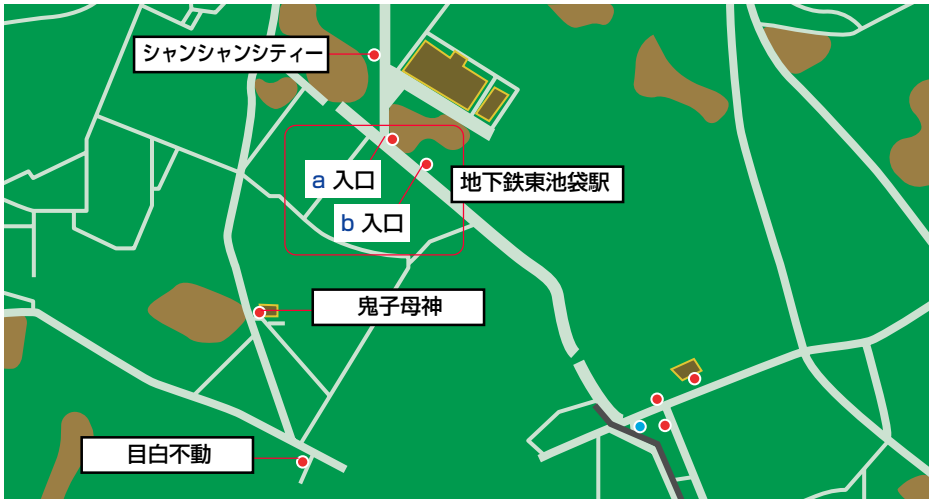 シャンシャンシティー
a 入口
地下鉄東池袋駅
b 入口
鬼子母神
目白不動